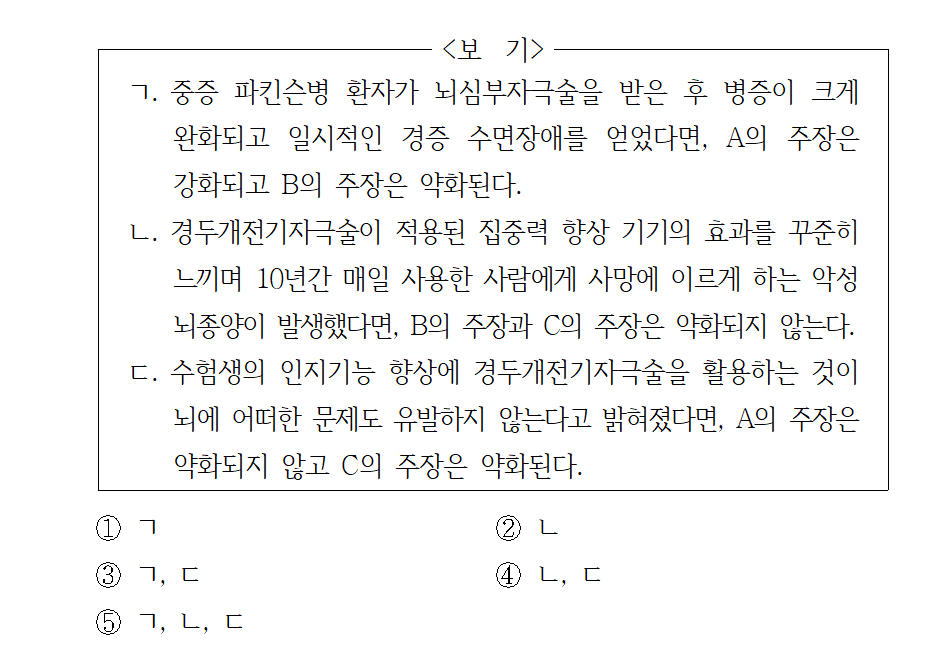 <보 기>
ㄱ. 중증 파킨슨병 환자가 뇌심부자극술을 받은 후 병증이 크게
완화되고 일시적인 경증 수면장애를 얻었다면, A의 주장은
강화되고 B의 주장은 약화된다.
ㄴ. 경두개전기자극술이 적용된 집중력 향상 기기의 효과를 꾸준히
느끼며 10년간 매일 사용한 사람에게 사망에 이르게 하는 악성
뇌종양이 발생했다면, B의 주장과 C의 주장은 약화되지 않는다.
ㄷ. 수험생의 인지기능 향상에 경두개전기자극술을 활용하는 것이
뇌에 어떠한 문제도 유발하지 않는다고 밝혀졌다면, A의 주장은
약화되지 않고 C의 주장은 약화된다.
① ㄱ ② ㄴ
③ ㄱ, ㄷ ④ ㄴ, ㄷ
⑤ ㄱ, ㄴ, ㄷ